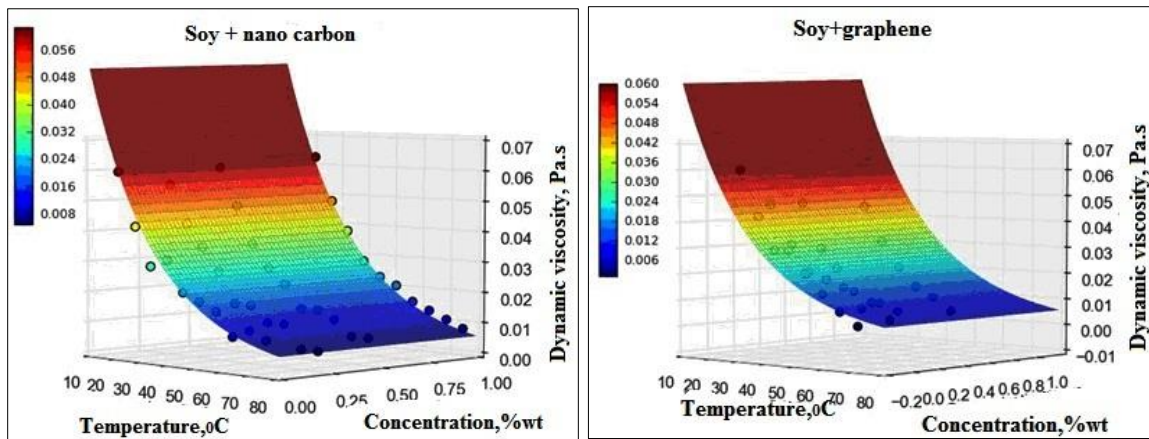 Soy + nano carbon
0.056
0.048
0.040
0.032
0.024
0.016
0.008
0.07
0.06
0.05
0.04
0.03
0.02
0.01
0.00
Dynamic viscosity, Pa.s
10 20 30 40 50 60 70 80
0.00 0.25 0.50 0.75 1.00
Temperature,0C
Concentration,%wt
Soy+graphene
0.060
0.054
0.048
0.042
0.036
0.030
0.024
0.018
0.012
0.006
0.07
0.06
0.05
0.04
0.03
0.02
0.01
0.00
−0.01
Dynamic viscosity, Pa.s
10 20 30 40 50 60 70 80
−0.20.0 0.2 0.4 0.6 0.8 1.0
Temperature,0C
Concentration,%wt